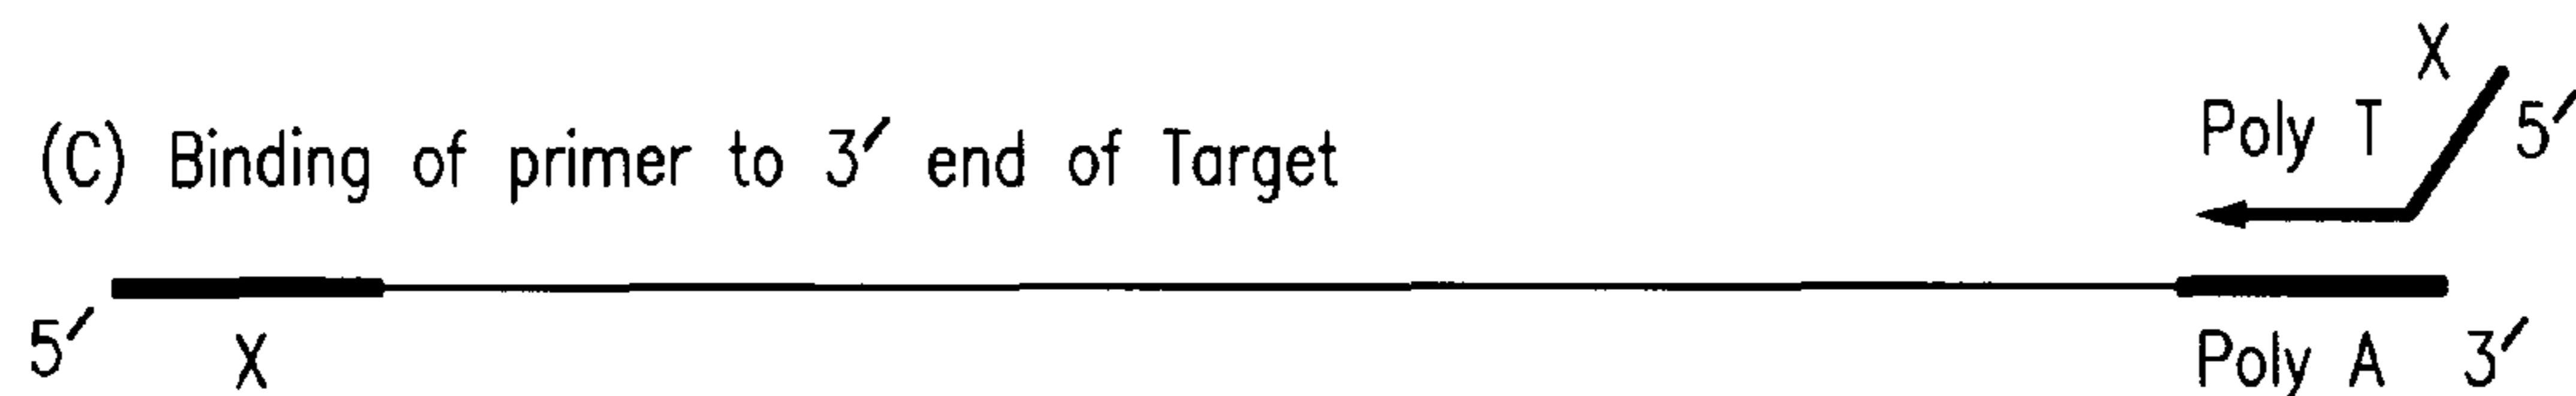 X
Poly T 5′
(C) Binding of primer to 3′ end of Target
5′ X Poly A 3′